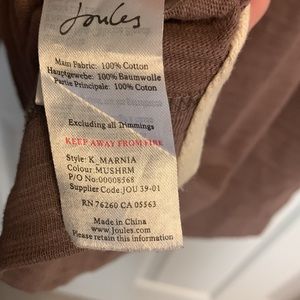 Joules
Main Fabric: 100% Cotton
Hauptgewebe: 100% Baumwolle
Partie Principale: 100% Coton
Excluding all Trimmings
KEEP AWAY FROM FIRE
Style: K_MARNIA
Colour: MUSHRM
P/O No: 00008568
Supplier Code: JOU 39-01
RN 76260 CA 05563
Made in China
www.Joules.com
Please retain this information